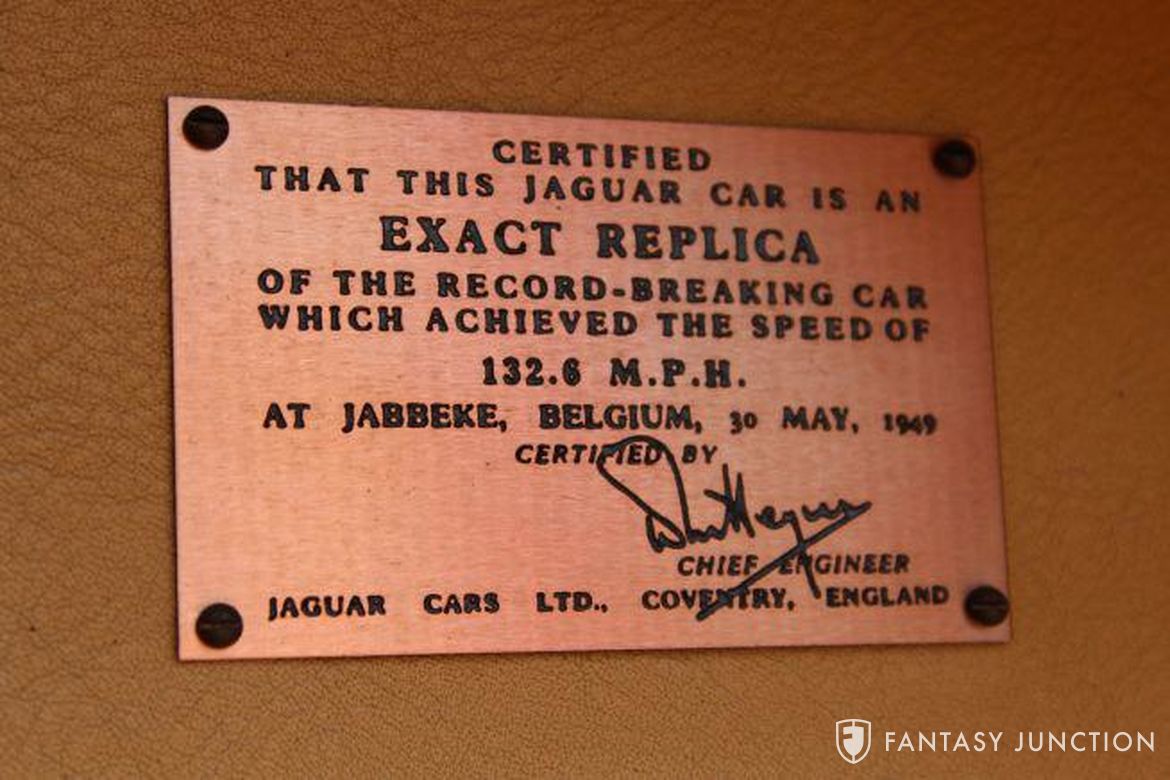 CERTIFIED
THAT THIS JAGUAR CAR IS AN
EXACT REPLICA
OF THE RECORD-BREAKING CAR
WHICH ACHIEVED THE SPEED OF
132.6 M.P.H.
AT JABBEKE, BELGIUM, 30 MAY, 1949
CERTIFIED BY
CHIEF ENGINEER
JAGUAR CARS LTD., COVENTRY, ENGLAND
FANTASY JUNCTION